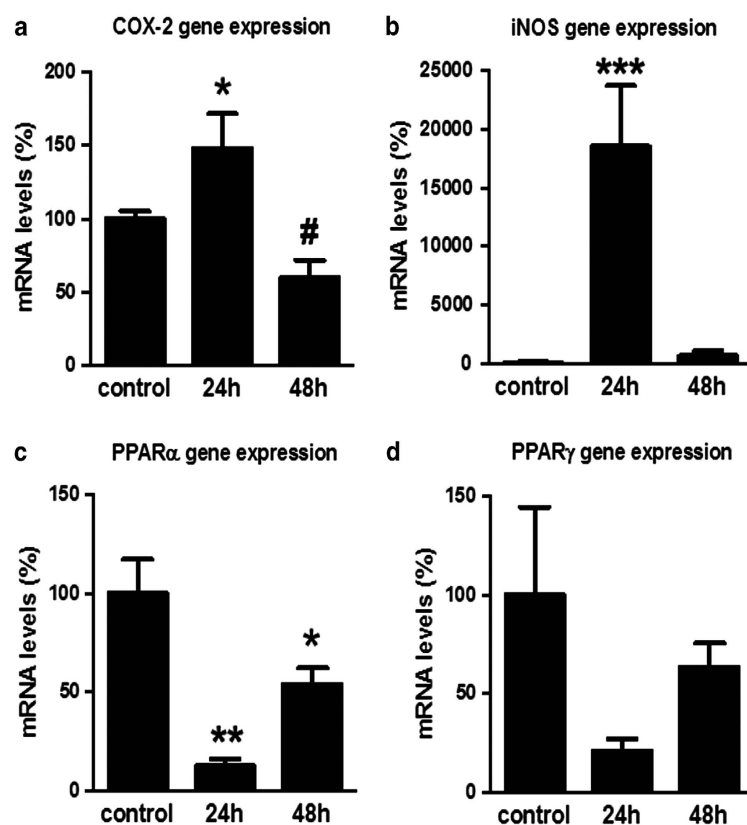 a COX-2 gene expression
mRNA levels (%)
200
150
100
50
0
*
#
control 24h 48h
b iNOS gene expression
mRNA levels (%)
25000
20000
15000
10000
5000
0
***
control 24h 48h
c PPARα gene expression
mRNA levels (%)
150
100
50
0
**
*
control 24h 48h
d PPARγ gene expression
mRNA levels (%)
150
100
50
0
control 24h 48h